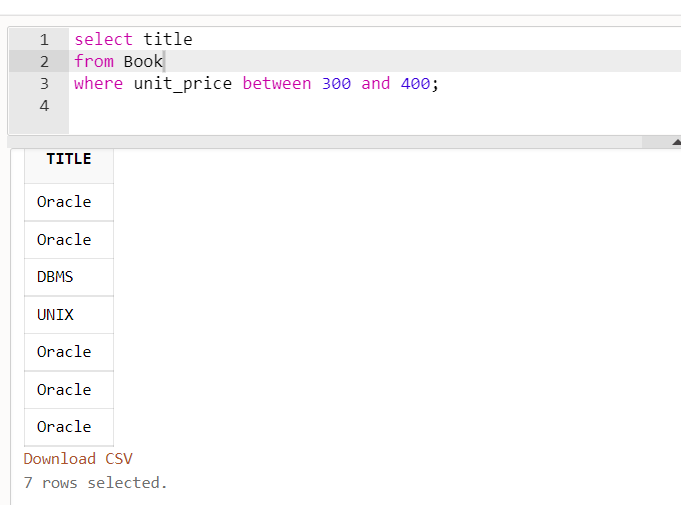 1 select title
2 from Book
3 where unit_price between 300 and 400;
4
TITLE
Oracle
Oracle
DBMS
UNIX
Oracle
Oracle
Oracle
Download CSV
7 rows selected.